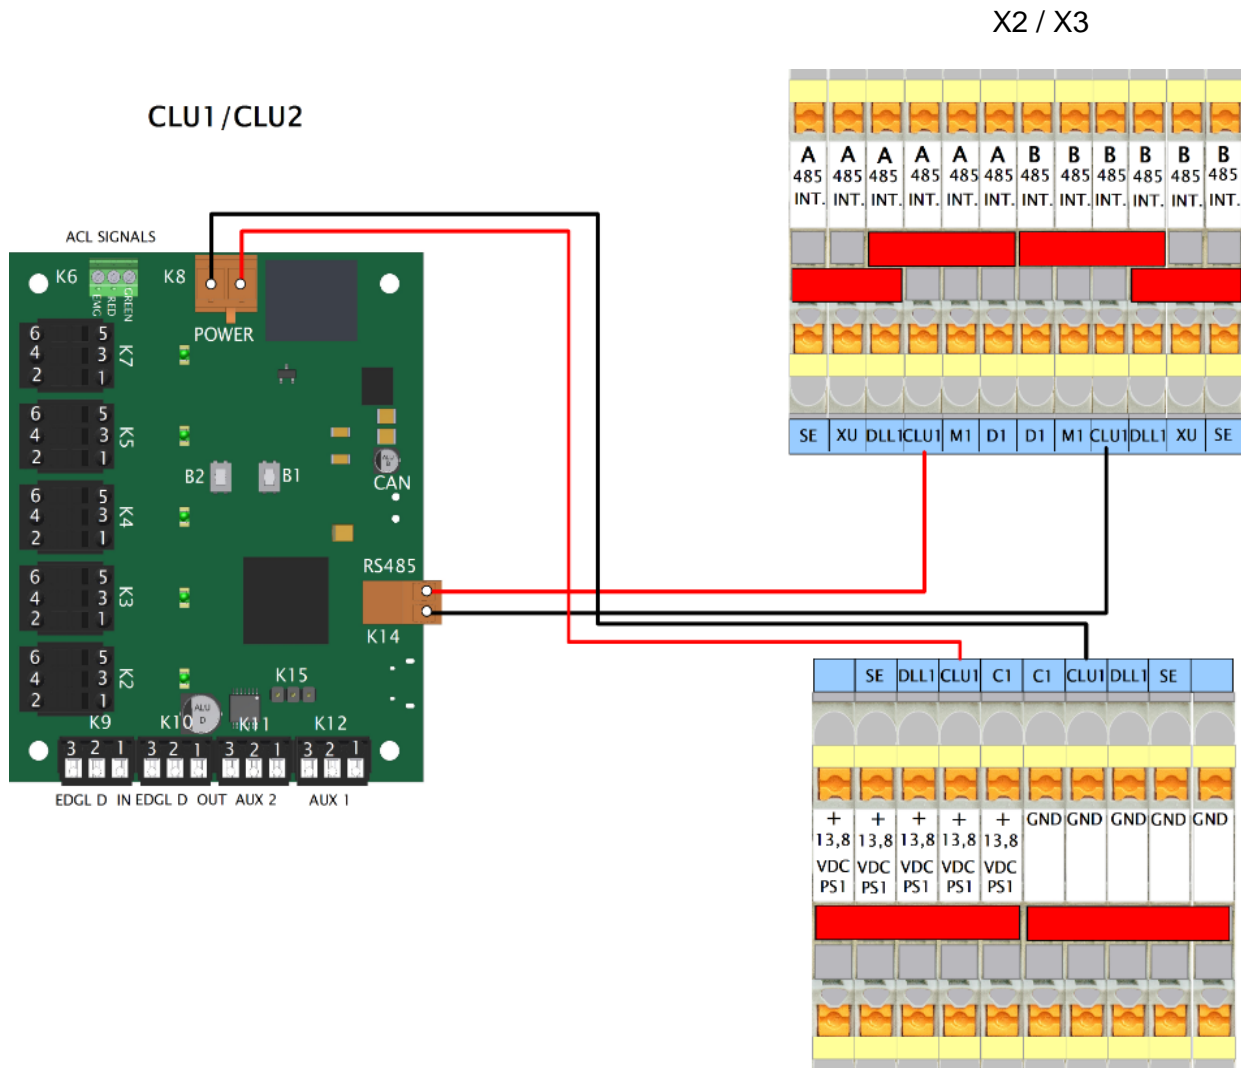 X2 / X3
CLU1/CLU2
A A A A A A B B B B B B
485 485 485 485 485 485 485 485 485 485 485 485
INT. INT. INT. INT. INT. INT. INT. INT. INT. INT. INT. INT.
SE XU DLL1 CLU1 M1 D1 D1 M1 CLU1 DLL1 XU SE
ACL SIGNALS
K6
EMG RED GREEN
K8
POWER
6 5
4 3
2 1
K7
6 5
4 3
2 1
K5
B2 B1
CAN
6 5
4 3
2 1
K4
RS485
K14
6 5
4 3
2 1
K3
6 5
4 3
2 1
K2
K15
ALU
D
K9 K10 K11 K12
3 2 1 3 2 1 3 2 1 3 2 1
EDGL D IN EDGL D OUT AUX 2 AUX 1
SE DLL1 CLU1 C1 C1 CLU1 DLL1 SE
+ + + + + GND GND GND GND GND
13,8 13,8 13,8 13,8 13,8
VDC VDC VDC VDC VDC
PS1 PS1 PS1 PS1 PS1